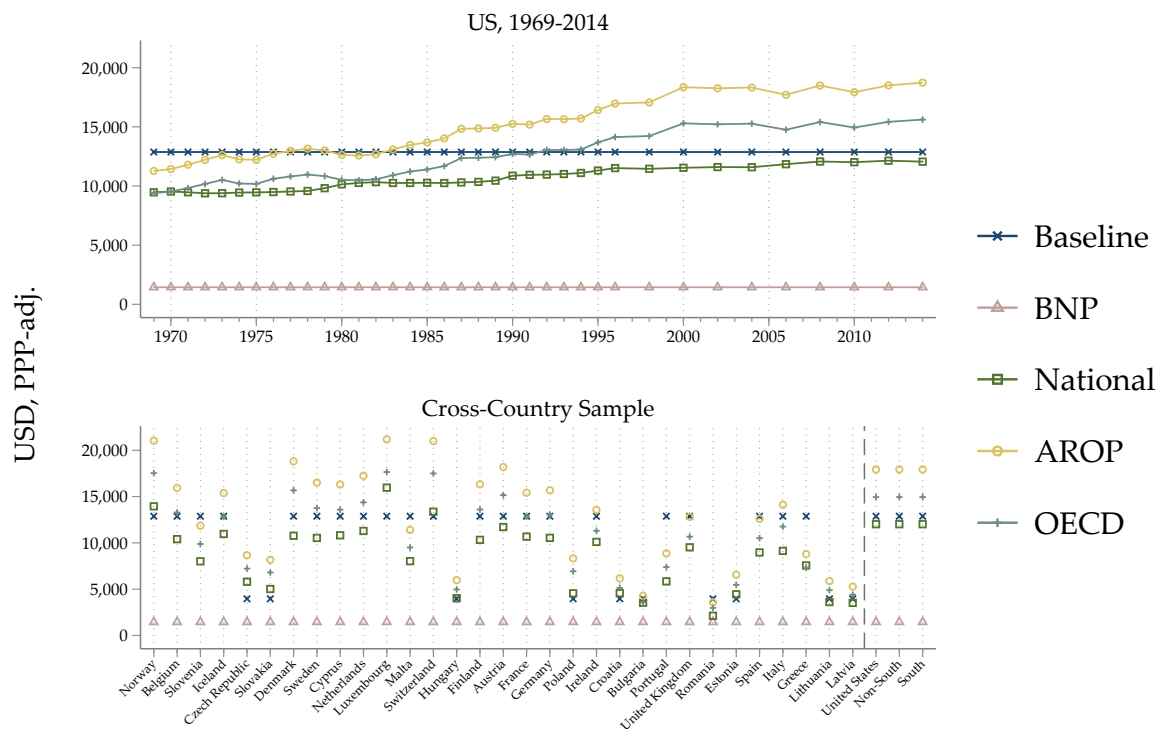 US, 1969-2014
20,000
15,000
10,000
5,000
0
1970 1975 1980 1985 1990 1995 2000 2005 2010
USD, PPP-adj.
Cross-Country Sample
20,000
15,000
10,000
5,000
0
Norway
Belgium
Slovenia
Iceland
Czech Republic
Slovakia
Denmark
Sweden
Cyprus
Netherlands
Luxembourg
Malta
Switzerland
Hungary
Finland
Austria
France
Germany
Poland
Ireland
Croatia
Bulgaria
Portugal
United Kingdom
Romania
Estonia
Spain
Italy
Greece
Lithuania
Latvia
United States
Non-South
South
Baseline
BNP
National
AROP
OECD